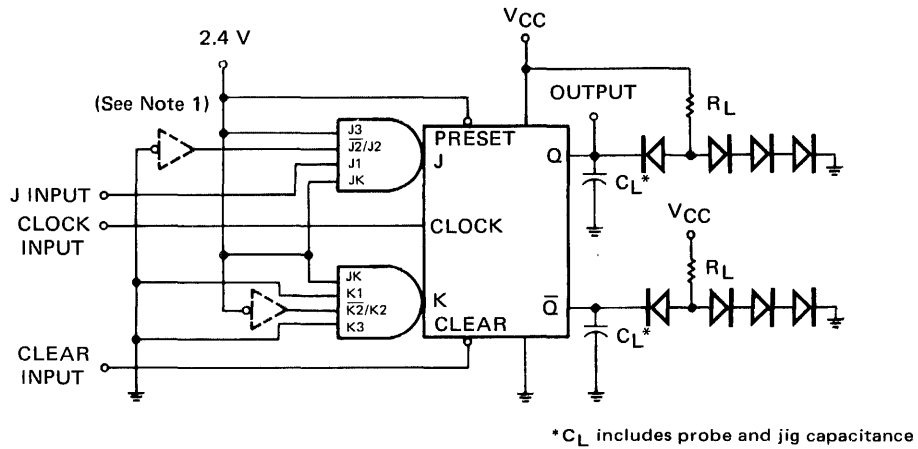 VCC
2.4 V
(See Note 1)
OUTPUT
RL
J3
J2/J2
J1
JK
PRESET
J
Q
CL*
J INPUT
CLOCK
INPUT
CLOCK
VCC
RL
JK
K1
K2/K2
K3
K
CLEAR
Q
CL*
CLEAR
INPUT
*CL includes probe and jig capacitance